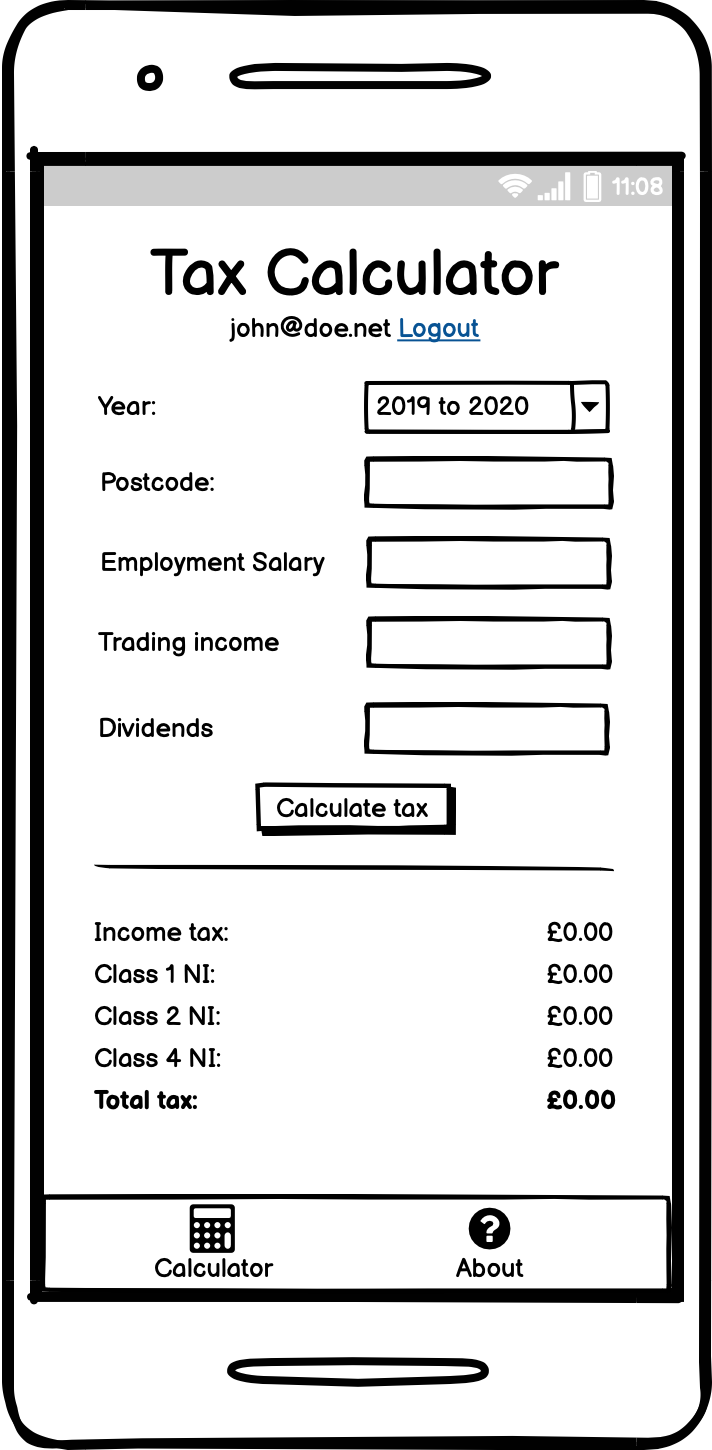 11:08
Tax Calculator
john@doe.net Logout
Year: 2019 to 2020
Postcode:
Employment Salary
Trading income
Dividends
Calculate tax
Income tax: £0.00
Class 1 NI: £0.00
Class 2 NI: £0.00
Class 4 NI: £0.00
Total tax: £0.00
Calculator ? About